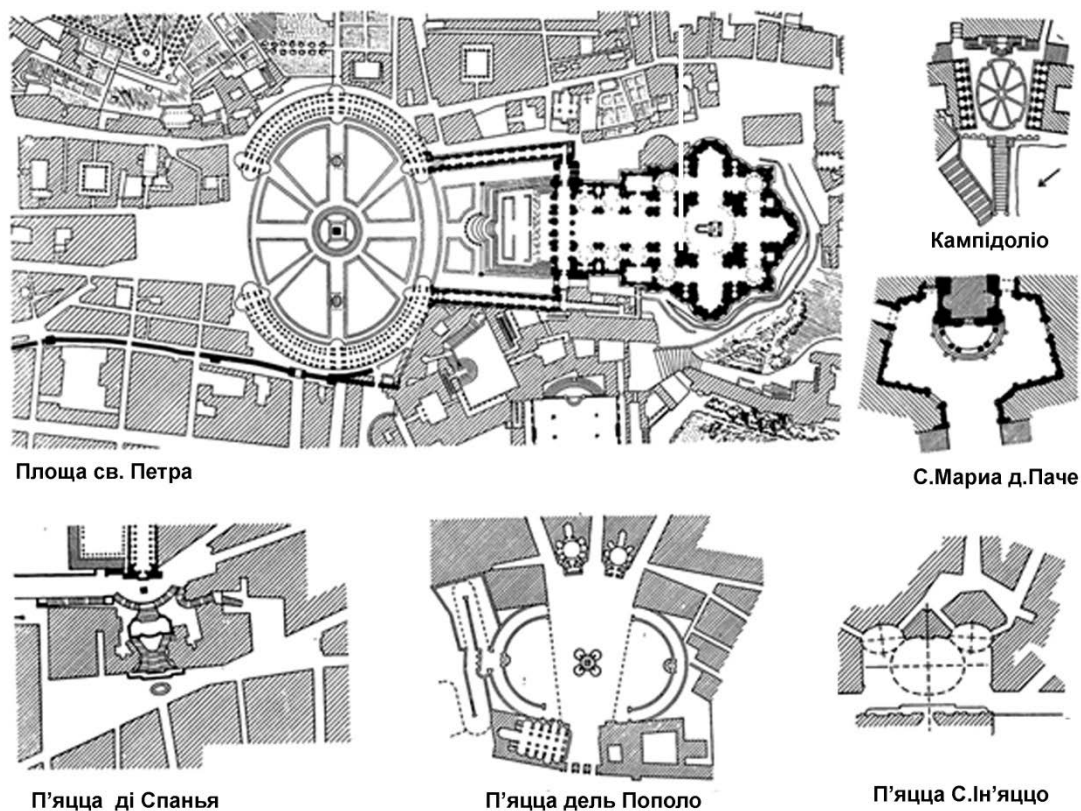 Кампідоліо
Площа св. Петра
С.Мариа д.Паче
П'яцца ді Спанья
П'яцца дель Пополо
П'яцца С.Ін'яццо